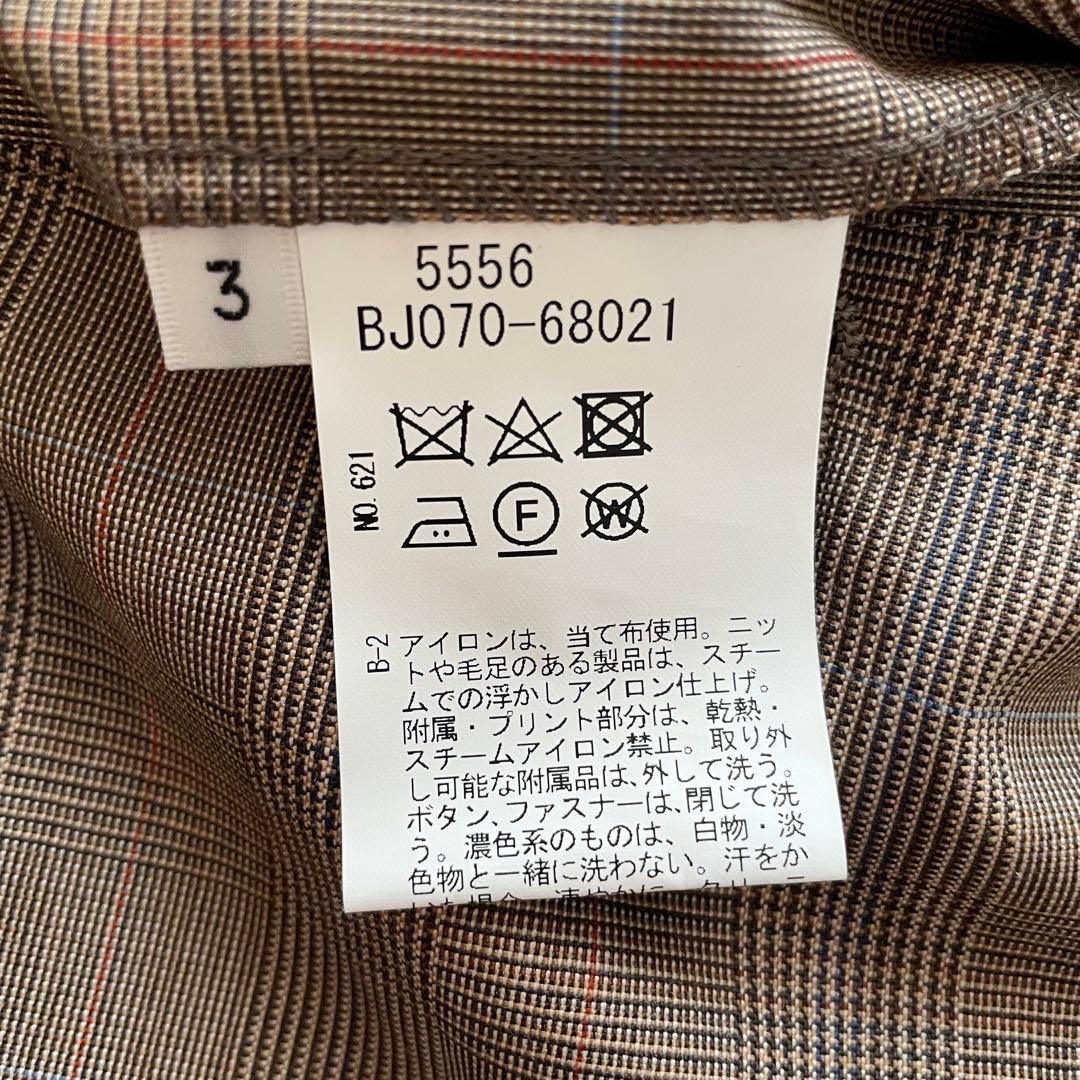 3
5556
BJ070-68021
NO.621
F
W
B-2
アイロンは、当て布使用。ニッ
トや毛足のある製品は、スチー
ムでの浮かしアイロン仕上げ。
附属・プリント部分は、乾熱・
スチームアイロン禁止。取り外
し可能な附属品は、外して洗う。
ボタン、ファスナーは、閉じて洗
う。濃色系のものは、白物・淡
色物と一緒に洗わない。汗をか